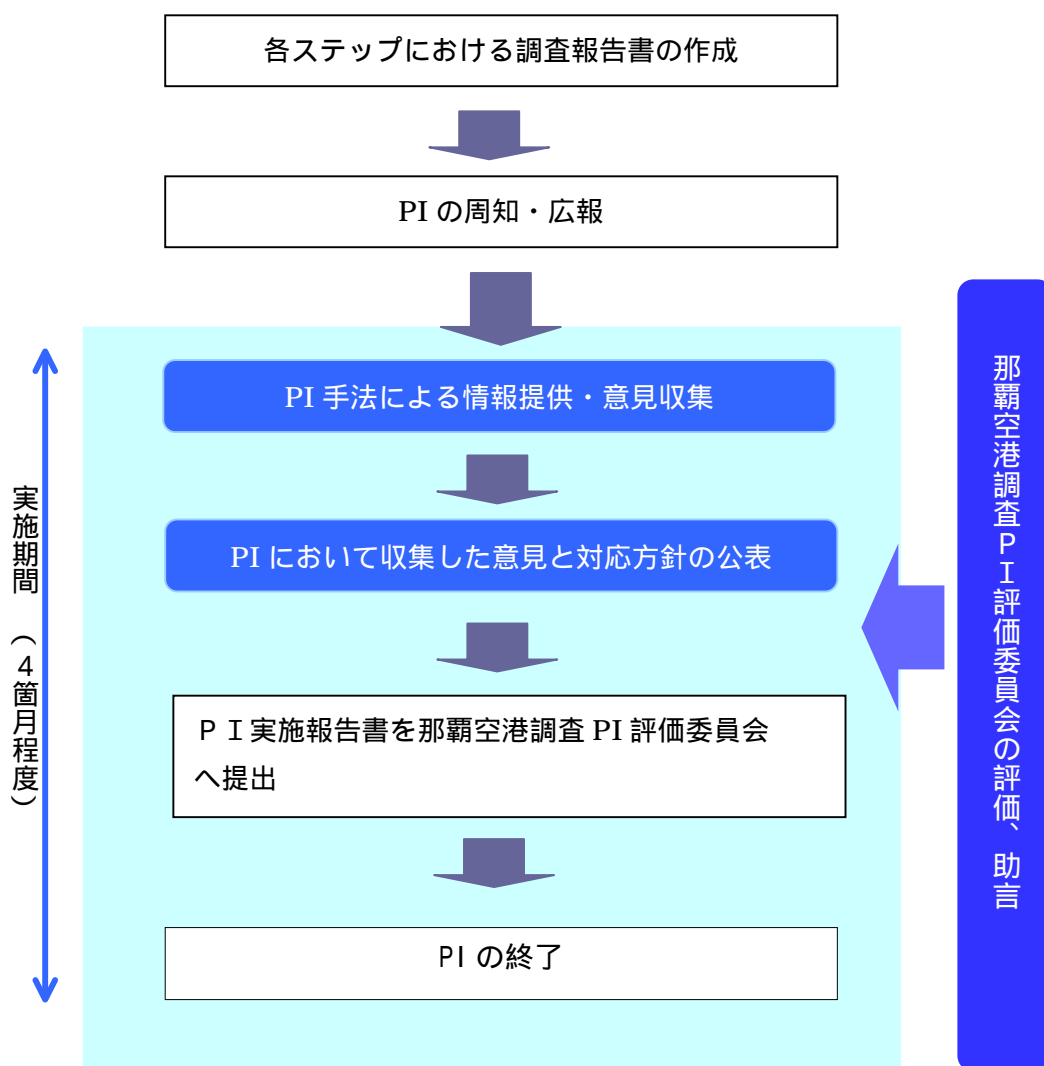 各ステップにおける調査報告書の作成
PI の周知・広報
PI 手法による情報提供・意見収集
PI において収集した意見と対応方針の公表
ＰＩ実施報告書を那覇空港調査 PI 評価委員会
へ提出
PI の終了
実施期間　（４箇月程度）
那覇空港調査ＰＩ評価委員会の評価、助言